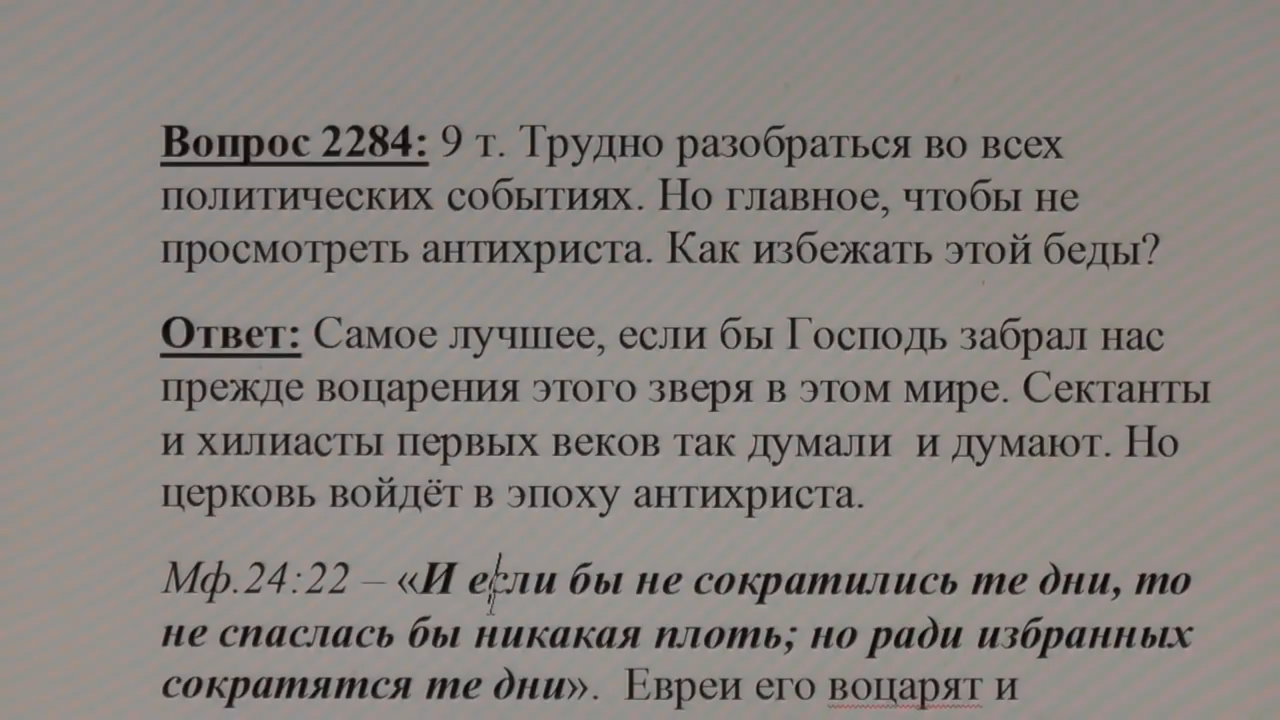 Вопрос 2284: 9 т. Трудно разобраться во всех
политических событиях. Но главное, чтобы не
просмотреть антихриста. Как избежать этой беды?
Ответ: Самое лучшее, если бы Господь забрал нас
прежде воцарения этого зверя в этом мире. Сектанты
и хилиасты первых веков так думали и думают. Но
церковь войдёт в эпоху антихриста.
Мф.24:22 – «И если бы не сократились те дни, то
не спаслась бы никакая плоть; но ради избранных
сократятся те дни». Евреи его воцарят и